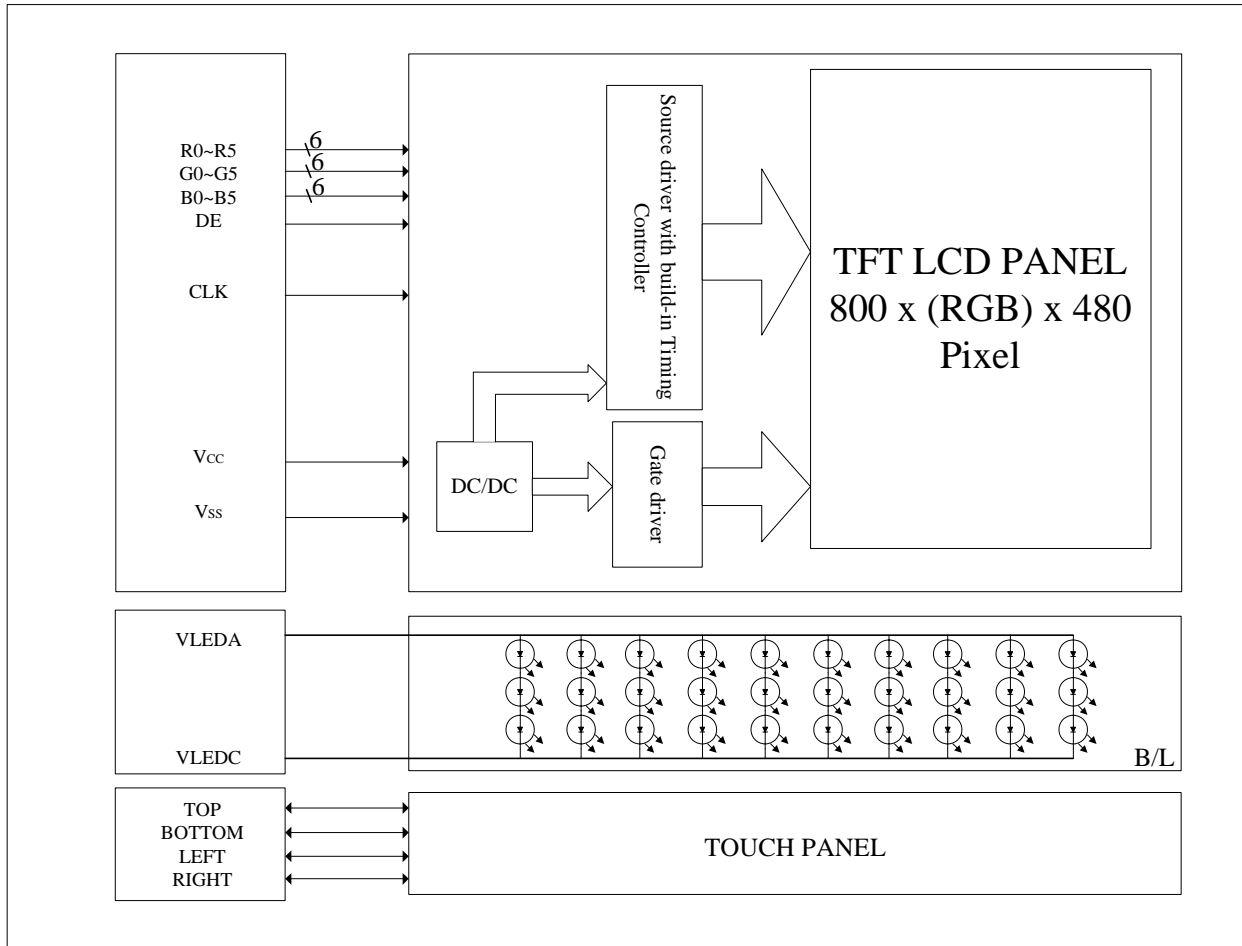 R0~R5
6
G0~G5
6
B0~B5
6
DE
CLK
VCC
VSS
Source driver with build-in Timing
Controller
DC/DC
Gate driver
TFT LCD PANEL
800 x (RGB) x 480
Pixel
VLEDA
VLEDC
B/L
TOP
BOTTOM
LEFT
RIGHT
TOUCH PANEL